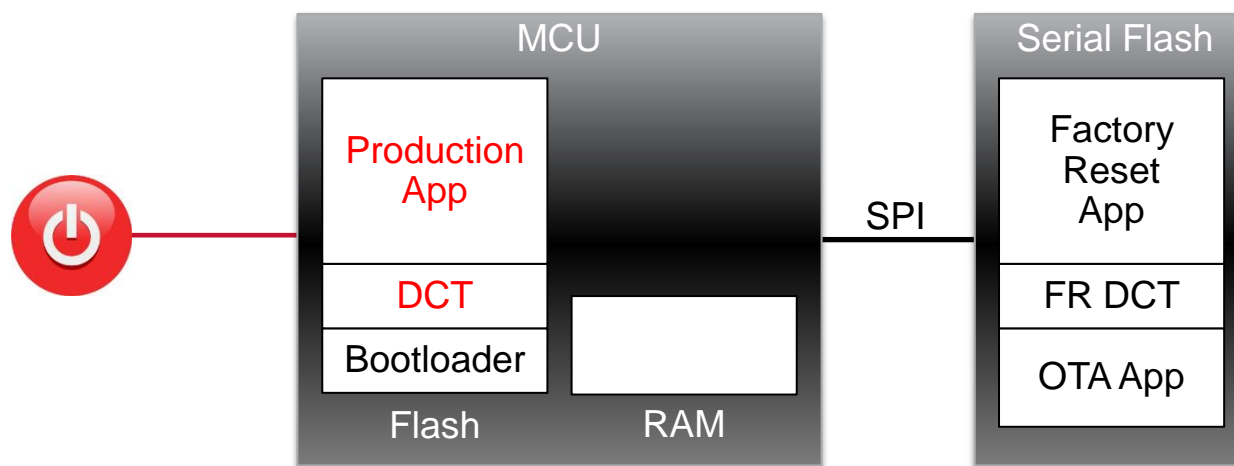 MCU
Production
App
DCT
Bootloader
Flash
RAM
SPI
Serial Flash
Factory
Reset
App
FR DCT
OTA App